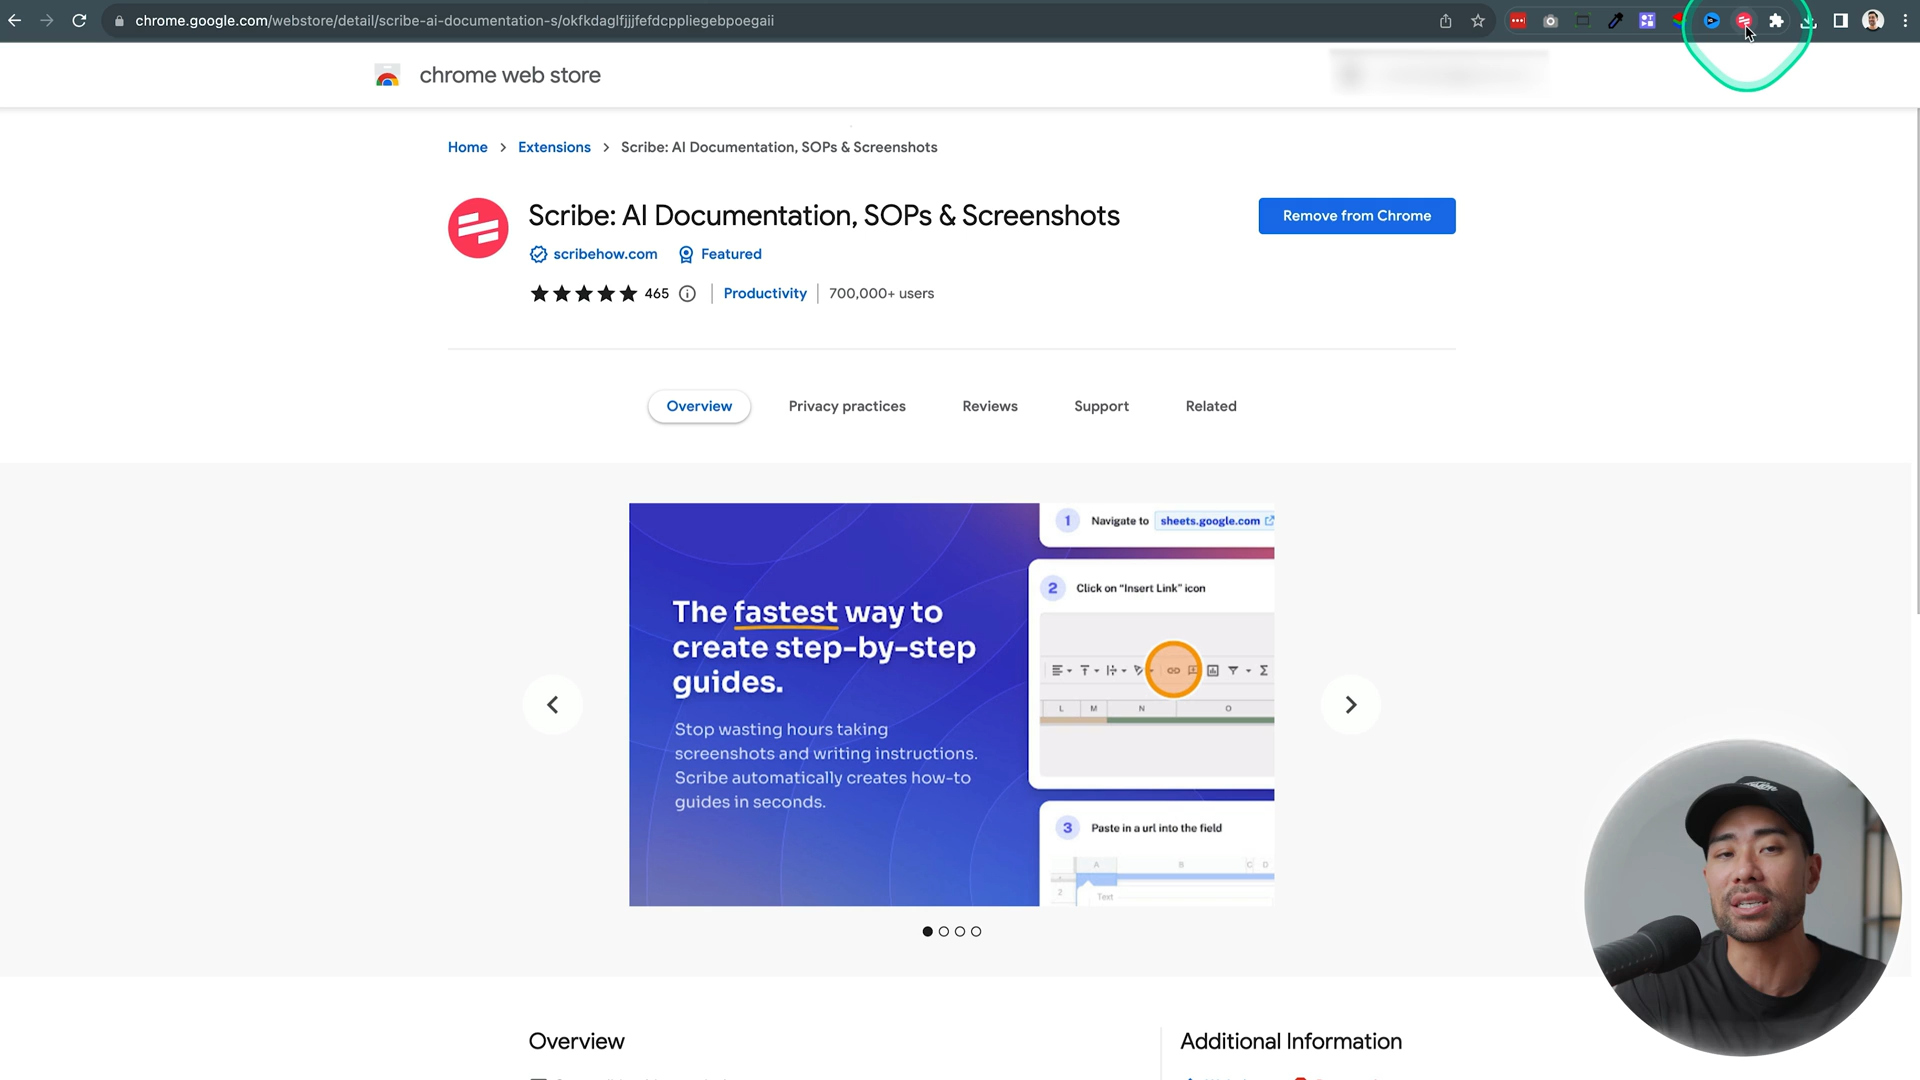 chrome.google.com/webstore/detail/scribe-ai-documentation-s/okfkdaglfjjjfefdcppliegebpoegaii
chrome web store
Home > Extensions > Scribe: AI Documentation, SOPs & Screenshots
Scribe: AI Documentation, SOPs & Screenshots
Remove from Chrome
scribehow.com Featured
465 Productivity 700,000+ users
Overview Privacy practices Reviews Support Related
1 Navigate to sheets.google.com
2 Click on "Insert Link" icon
The fastest way to
create step-by-step
guides.
Stop wasting hours taking
screenshots and writing instructions.
Scribe automatically creates how-to
guides in seconds.
L M N O
3 Paste in a url into the field
A B C D
2 Text
Overview
Additional Information